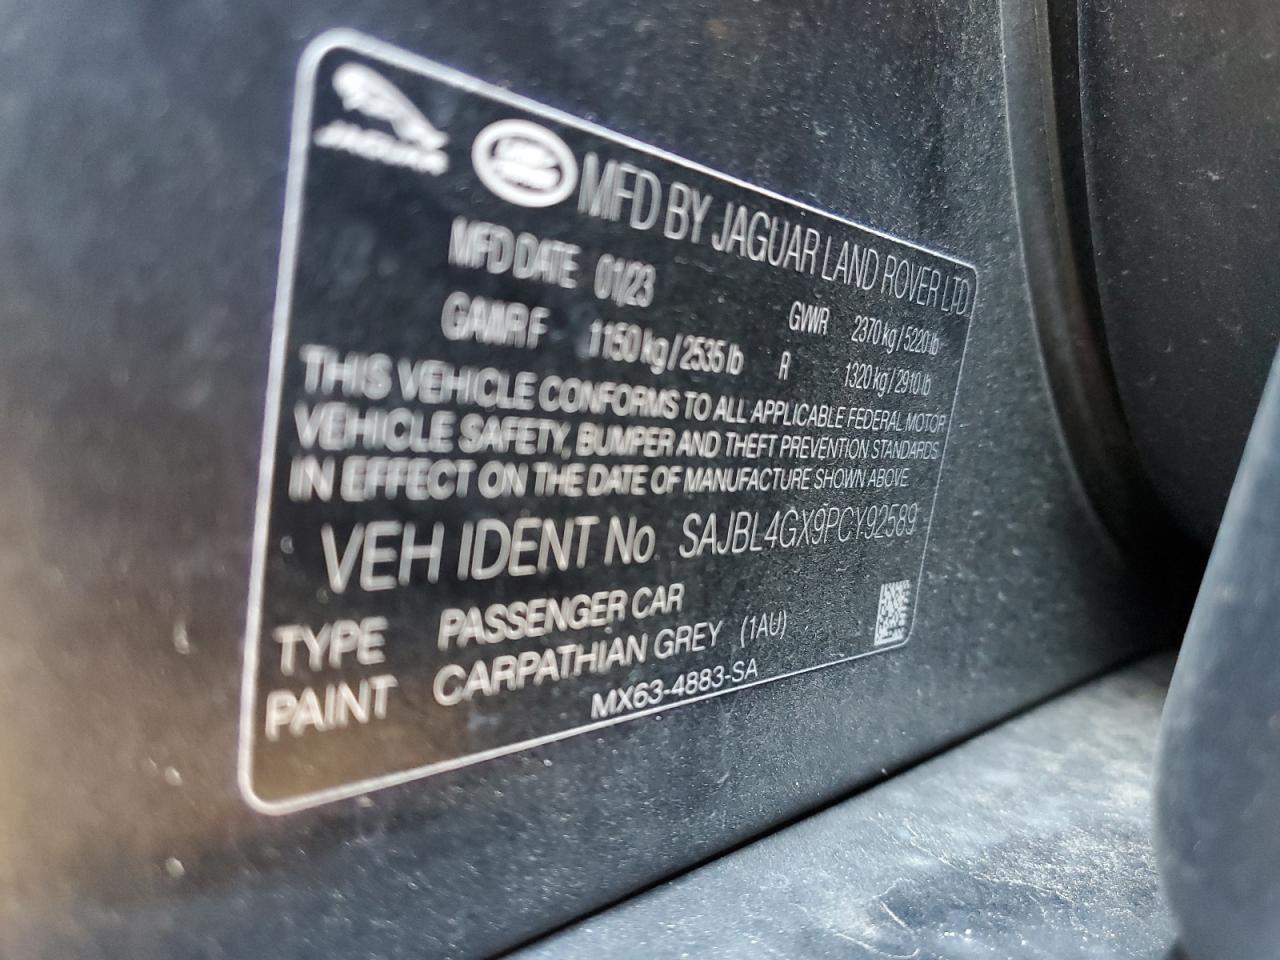 JAGUAR
LAND ROVER
MFD BY JAGUAR LAND ROVER LTD
MFD DATE 01/23
GVWR 2370 kg / 5220 lb
GAWR F 1150 kg / 2535 lb R 1320 kg / 2910 lb
THIS VEHICLE CONFORMS TO ALL APPLICABLE FEDERAL MOTOR
VEHICLE SAFETY, BUMPER AND THEFT PREVENTION STANDARDS
IN EFFECT ON THE DATE OF MANUFACTURE SHOWN ABOVE
VEH IDENT No. SAJBL4GX9PCY92589
TYPE PASSENGER CAR
PAINT CARPATHIAN GREY (1AU)
MX63-4883-SA